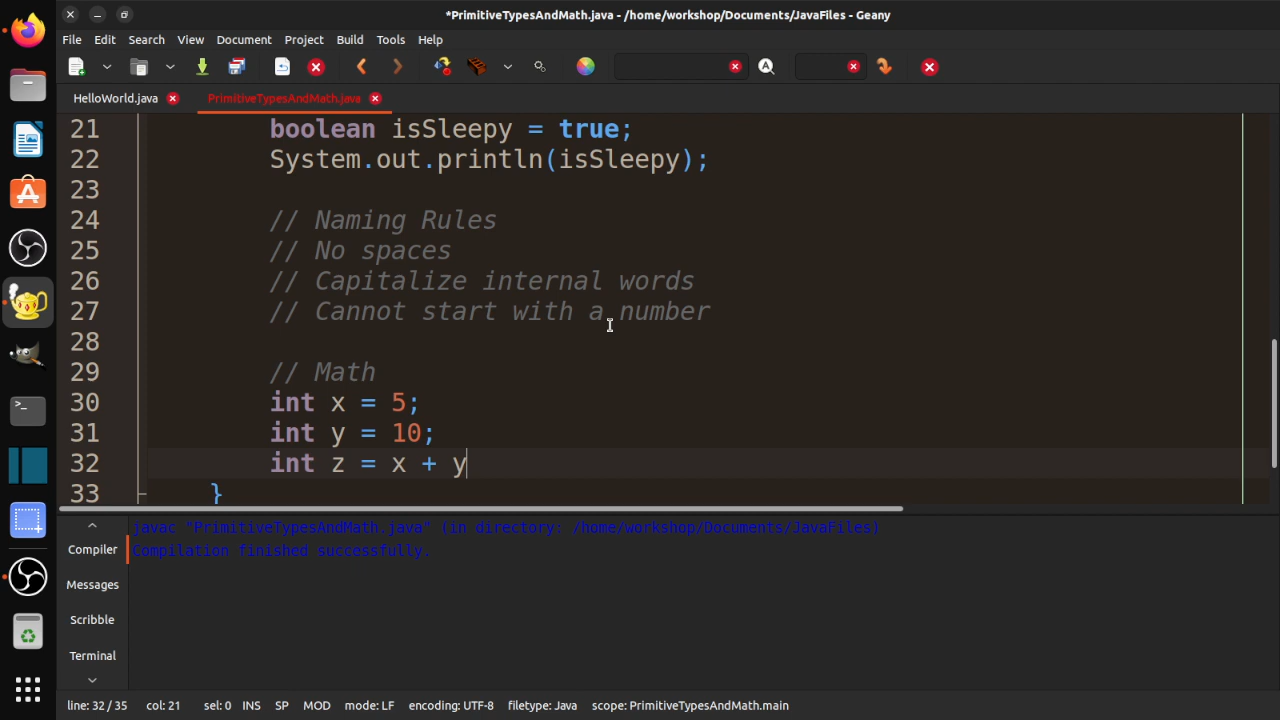 *PrimitiveTypesAndMath.java - /home/workshop/Documents/JavaFiles - Geany
File Edit Search View Document Project Build Tools Help
HelloWorld.java PrimitiveTypesAndMath.java
21 boolean isSleepy = true;
22 System.out.println(isSleepy);
23
24 // Naming Rules
25 // No spaces
26 // Capitalize internal words
27 // Cannot start with a number
28
29 // Math
30 int x = 5;
31 int y = 10;
32 int z = x + y
33 }
Compiler
Messages
Scribble
Terminal
javac "PrimitiveTypesAndMath.java" (in directory: /home/workshop/Documents/JavaFiles)
Compilation finished successfully.
line: 32 / 35 col: 21 sel: 0 INS SP MOD mode: LF encoding: UTF-8 filetype: Java scope: PrimitiveTypesAndMath.main